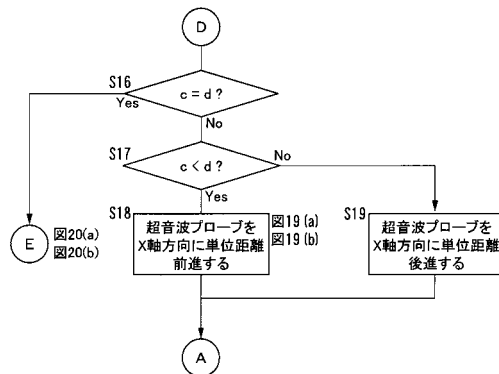 D
S16
c = d ?
Yes
No
S17
c < d ?
No
Yes
S18
超音波プローブを
X軸方向に単位距離
前進する
図19(a)
図19(b)
S19
超音波プローブを
X軸方向に単位距離
後進する
E
図20(a)
図20(b)
A